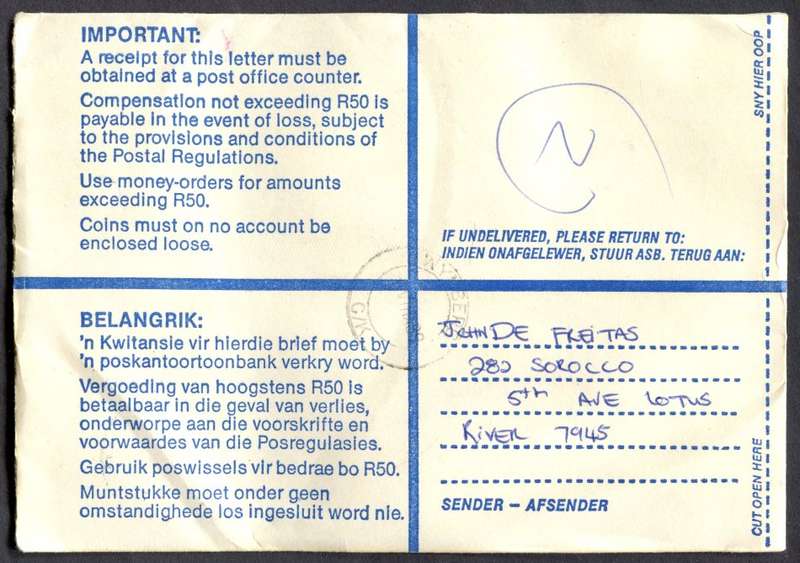 IMPORTANT:
A receipt for this letter must be
obtained at a post office counter.
Compensation not exceeding R50 is
payable in the event of loss, subject
to the provisions and conditions of
the Postal Regulations.
Use money-orders for amounts
exceeding R50.
Coins must on no account be
enclosed loose.
N
SNY HIER OOP
IF UNDELIVERED, PLEASE RETURN TO:
INDIEN ONAFGELEWER, STUUR ASB. TERUG AAN:
BELANGRIK:
'n Kwitansie vir hierdie brief moet by
'n poskantoortoonbank verkry word.
Vergoeding van hoogstens R50 is
betaalbaar in die geval van verlies,
onderworpe aan die voorskrifte en
voorwaardes van die Posregulasies.
Gebruik poswissels vir bedrae bo R50.
Muntstukke moet onder geen
omstandighede los ingesluit word nie.
JOHN DE FREITAS
282 SOROCCO
5th AVE LOTUS
RIVER 7945
SENDER – AFSENDER
CUT OPEN HERE